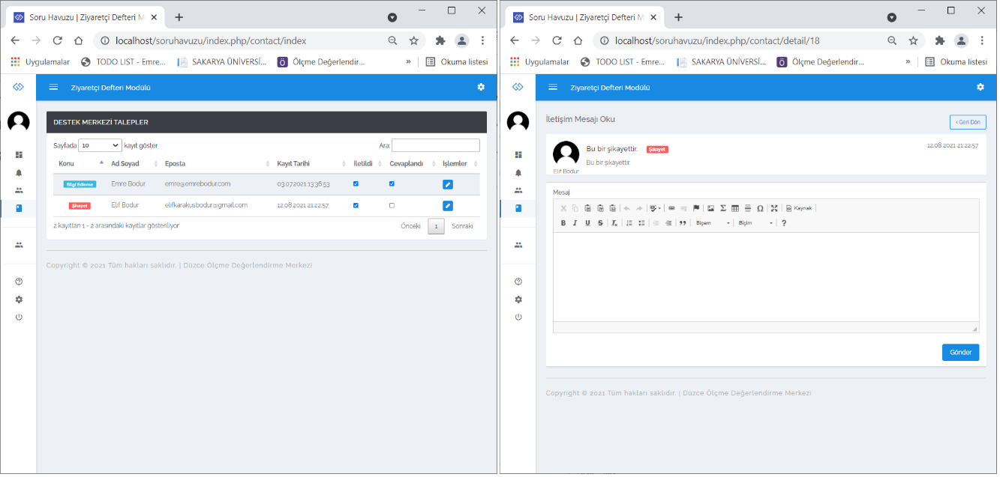 Soru Havuzu | Ziyaretçi Defteri M
localhost/soruhavuzu/index.php/contact/index
Uygulamalar
TODO LIST - Emre...
SAKARYA ÜNİVERSİ...
Ölçme Değerlendir...
»
Okuma listesi
Ziyaretçi Defteri Modülü
DESTEK MERKEZİ TALEPLER
Sayfada 10 kayıt göster
Ara:
Konu Ad Soyad Eposta Kayıt Tarihi İletildi Cevaplandı İşlemler
Bilgi Edinme Emre Bodur emre@emrebodur.com 03.07.2021 13:36:53
Şikayet Elif Bodur elifkarakusbodur@gmail.com 12.08.2021 21:22:57
2 kayıttan 1 - 2 arasındaki kayıtlar gösteriliyor
Önceki 1 Sonraki
Copyright © 2021 Tüm hakları saklıdır. | Düzce Ölçme Değerlendirme Merkezi
Soru Havuzu | Ziyaretçi Defteri M
localhost/soruhavuzu/index.php/contact/detail/18
Uygulamalar
TODO LIST - Emre...
SAKARYA ÜNİVERSİ...
Ölçme Değerlendir...
»
Okuma listesi
Ziyaretçi Defteri Modülü
İletişim Mesajı Oku
‹ Geri Dön
Bu bir şikayettir. Şikayet
12.08.2021 21:22:57
Bu bir şikayettir.
Elif Bodur
Mesaj
Kaynak
B I U S Biçem Biçim ?
Gönder
Copyright © 2021 Tüm hakları saklıdır. | Düzce Ölçme Değerlendirme Merkezi